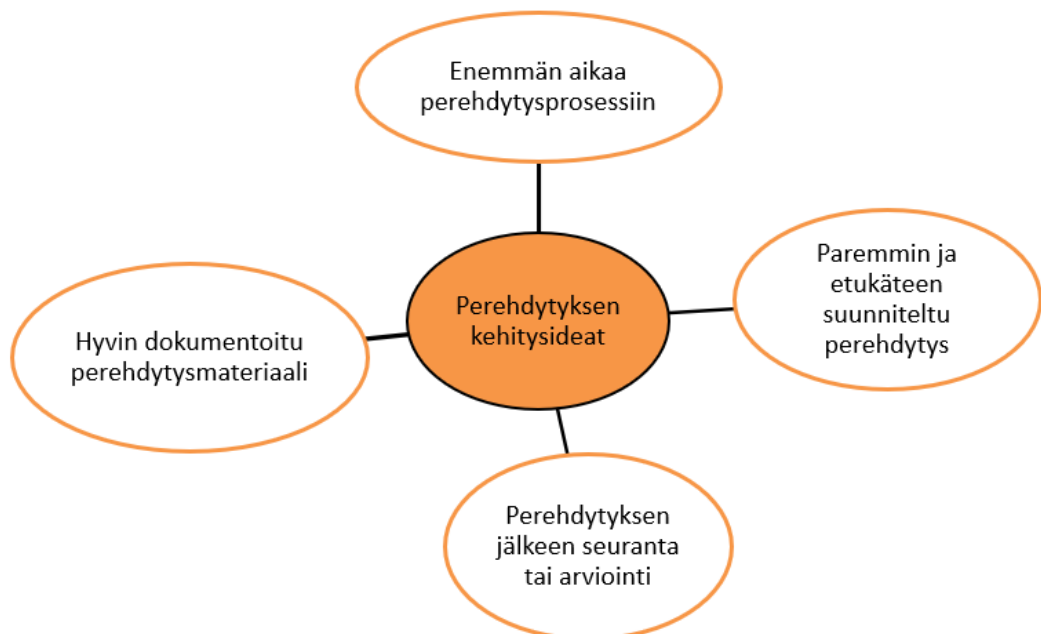 Enemmän aikaa
perehdytysprosessiin
Paremmin ja
etukäteen
suunniteltu
perehdytys
Perehdytyksen
kehitysideat
Hyvin dokumentoitu
perehdytysmateriaali
Perehdytyksen
jälkeen seuranta
tai arviointi